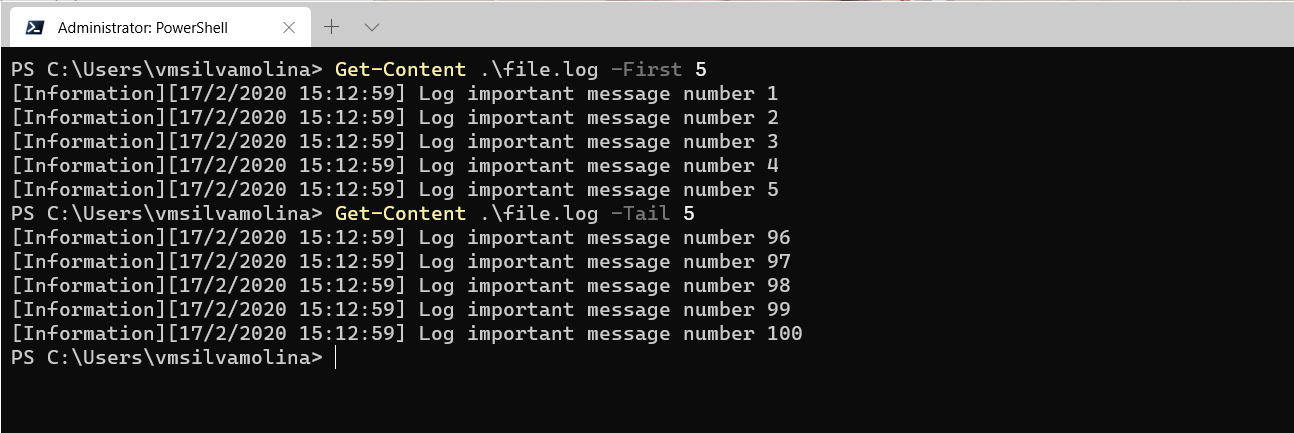 Administrator: PowerShell
PS C:\Users\vmsilvamolina> Get-Content .\file.log -First 5
[Information][17/2/2020 15:12:59] Log important message number 1
[Information][17/2/2020 15:12:59] Log important message number 2
[Information][17/2/2020 15:12:59] Log important message number 3
[Information][17/2/2020 15:12:59] Log important message number 4
[Information][17/2/2020 15:12:59] Log important message number 5
PS C:\Users\vmsilvamolina> Get-Content .\file.log -Tail 5
[Information][17/2/2020 15:12:59] Log important message number 96
[Information][17/2/2020 15:12:59] Log important message number 97
[Information][17/2/2020 15:12:59] Log important message number 98
[Information][17/2/2020 15:12:59] Log important message number 99
[Information][17/2/2020 15:12:59] Log important message number 100
PS C:\Users\vmsilvamolina>